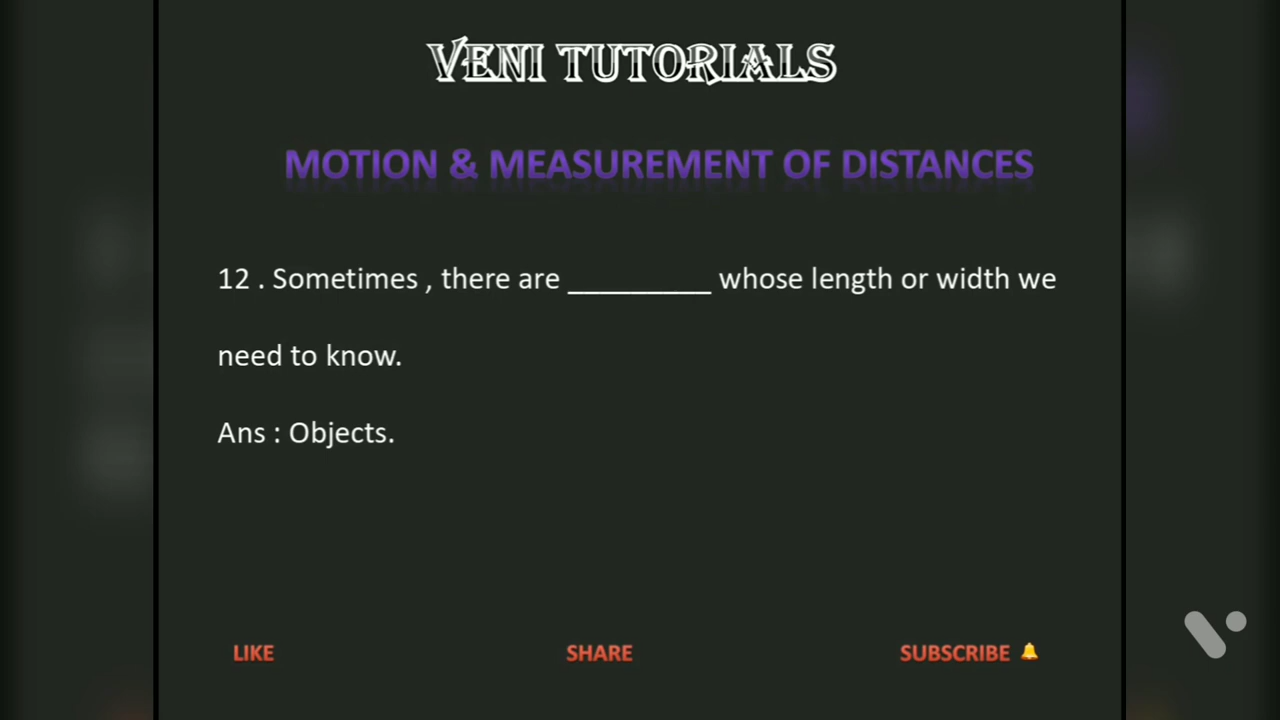 VENI TUTORIALS
MOTION & MEASUREMENT OF DISTANCES
12 . Sometimes , there are _________ whose length or width we
need to know.
Ans : Objects.
LIKE SHARE SUBSCRIBE 🔔